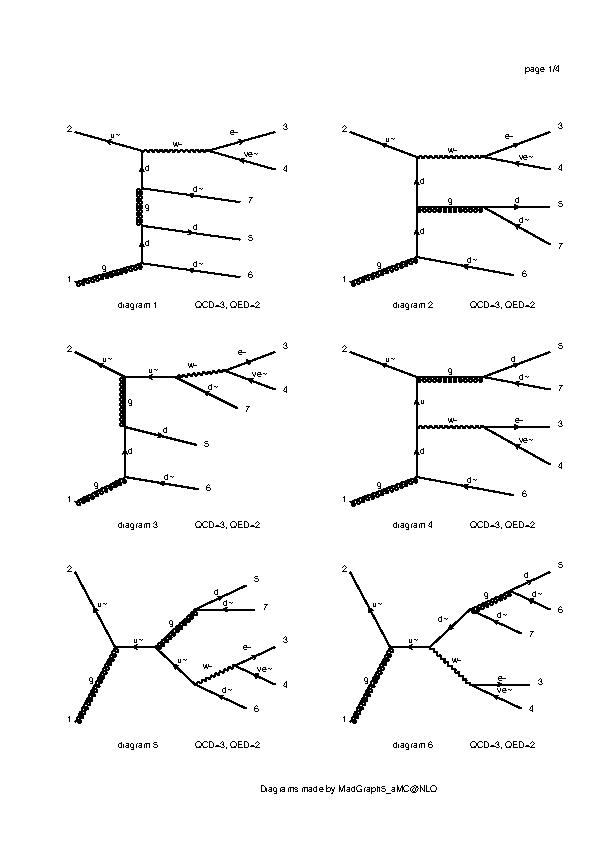 page 1/4
2 u~ w- e- 3
ve~ 4
d
d~ 7
g
d 5
d
d~ 6
g
1
diagram 1 QCD=3, QED=2
2 u~ w- e- 3
ve~ 4
d
g d 5
d~ 7
d
g d~ 6
1
diagram 2 QCD=3, QED=2
2 u~ u~ w- e- 3
ve~ 4
d~ 7
g
d 5
d
g d~ 6
1
diagram 3 QCD=3, QED=2
2 u~ g d 5
d~ 7
u
w- e- 3
ve~ 4
d
g d~ 6
1
diagram 4 QCD=3, QED=2
2 u~ g d 5
d~ 7
u~ u~ w- e- 3
ve~ 4
d~ 6
g
1
diagram 5 QCD=3, QED=2
2 u~ g d 5
d~ 6
d~ d~ 7
u~ w-
e- 3
ve~ 4
g
1
diagram 6 QCD=3, QED=2
Diagrams made by MadGraph5_aMC@NLO